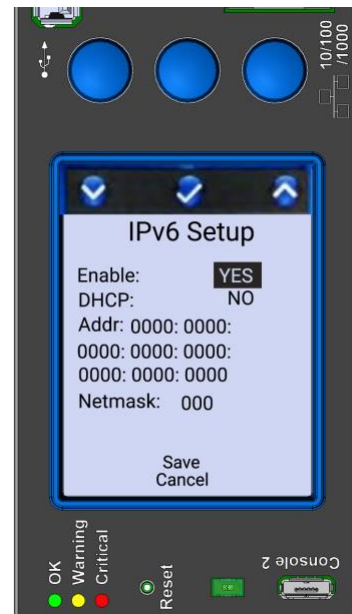 10/100
/1000
IPv6 Setup
Enable: YES
DHCP: NO
Addr: 0000: 0000:
0000: 0000: 0000:
0000: 0000: 0000
Netmask: 000
Save
Cancel
OK
Warning
Critical
Reset
Console 2